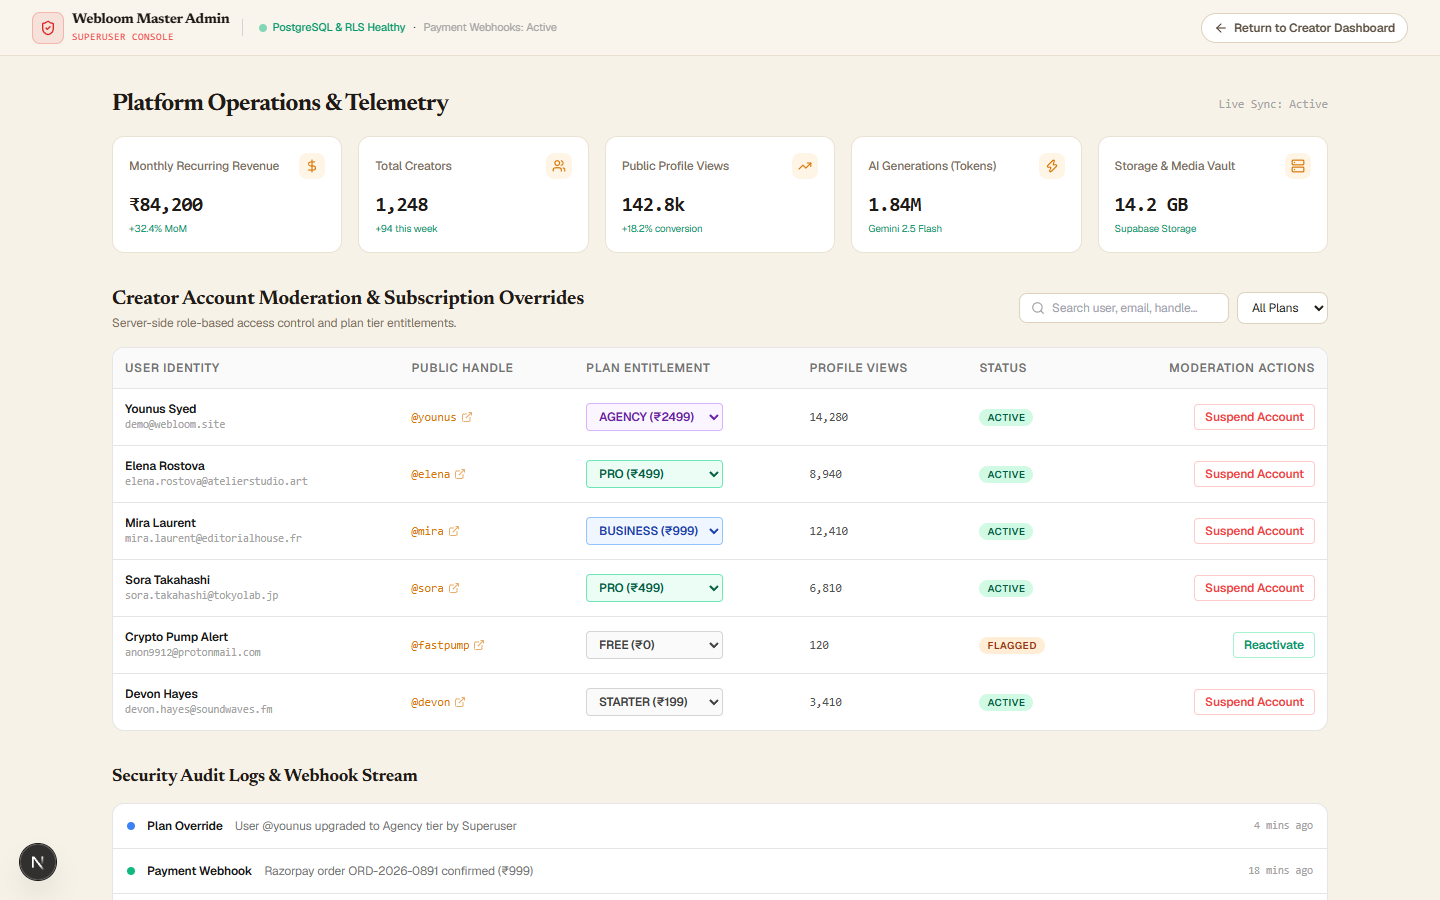 Webloom Master Admin
SUPERUSER CONSOLE
PostgreSQL & RLS Healthy · Payment Webhooks: Active
Return to Creator Dashboard
Platform Operations & Telemetry
Live Sync: Active
Monthly Recurring Revenue
₹84,200
+32.4% MoM
Total Creators
1,248
+94 this week
Public Profile Views
142.8k
+18.2% conversion
AI Generations (Tokens)
1.84M
Gemini 2.5 Flash
Storage & Media Vault
14.2 GB
Supabase Storage
Creator Account Moderation & Subscription Overrides
Server-side role-based access control and plan tier entitlements.
Search user, email, handle...
All Plans
USER IDENTITY PUBLIC HANDLE PLAN ENTITLEMENT PROFILE VIEWS STATUS MODERATION ACTIONS
Younus Syed
demo@webloom.site
@younus AGENCY (₹2499) 14,280 ACTIVE Suspend Account
Elena Rostova
elena.rostova@atelierstudio.art
@elena PRO (₹499) 8,940 ACTIVE Suspend Account
Mira Laurent
mira.laurent@editorialhouse.fr
@mira BUSINESS (₹999) 12,410 ACTIVE Suspend Account
Sora Takahashi
sora.takahashi@tokyolab.jp
@sora PRO (₹499) 6,810 ACTIVE Suspend Account
Crypto Pump Alert
anon9912@protonmail.com
@fastpump FREE (₹0) 120 FLAGGED Reactivate
Devon Hayes
devon.hayes@soundwaves.fm
@devon STARTER (₹199) 3,410 ACTIVE Suspend Account
Security Audit Logs & Webhook Stream
Plan Override User @younus upgraded to Agency tier by Superuser 4 mins ago
Payment Webhook Razorpay order ORD-2026-0891 confirmed (₹999) 18 mins ago
N